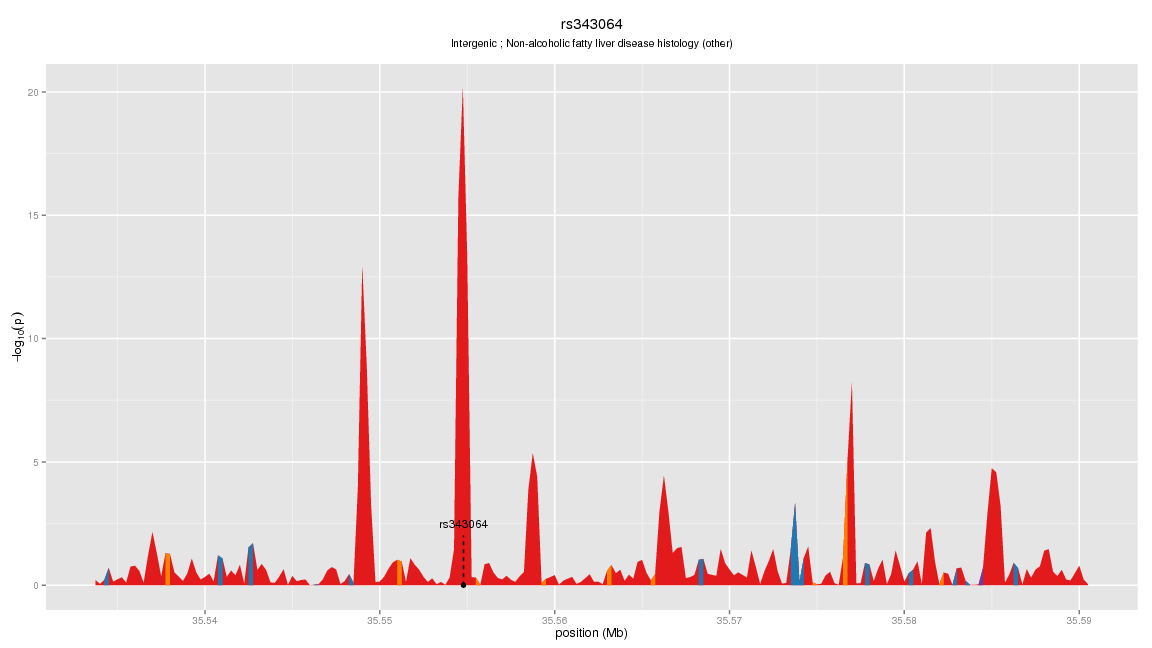 rs343064
Intergenic ; Non-alcoholic fatty liver disease histology (other)
20
15
10
5
0
-log10(p)
rs343064
35.54
35.55
35.56
35.57
35.58
35.59
position (Mb)